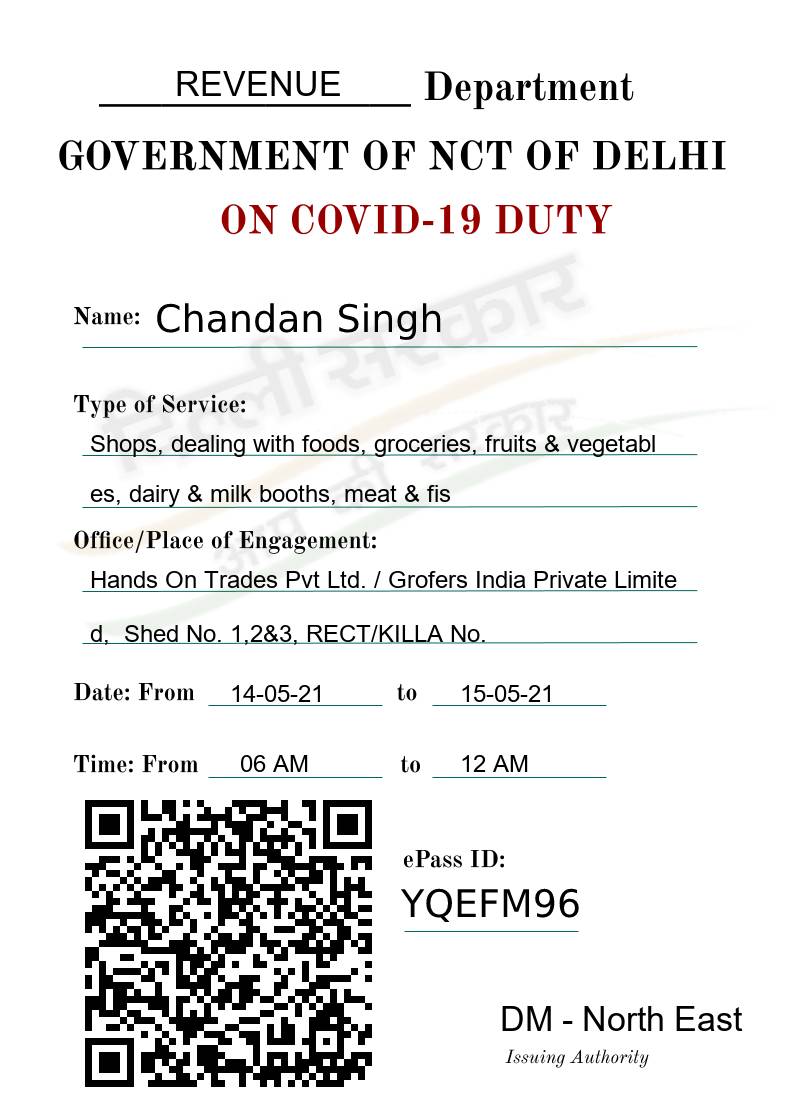 REVENUE Department
GOVERNMENT OF NCT OF DELHI
ON COVID-19 DUTY
दिल्ली सरकार
आप की सरकार
Name: Chandan Singh
Type of Service:
Shops, dealing with foods, groceries, fruits & vegetabl
es, dairy & milk booths, meat & fis
Office/Place of Engagement:
Hands On Trades Pvt Ltd. / Grofers India Private Limite
d, Shed No. 1,2&3, RECT/KILLA No.
Date: From 14-05-21 to 15-05-21
Time: From 06 AM to 12 AM
ePass ID:
YQEFM96
DM - North East
Issuing Authority